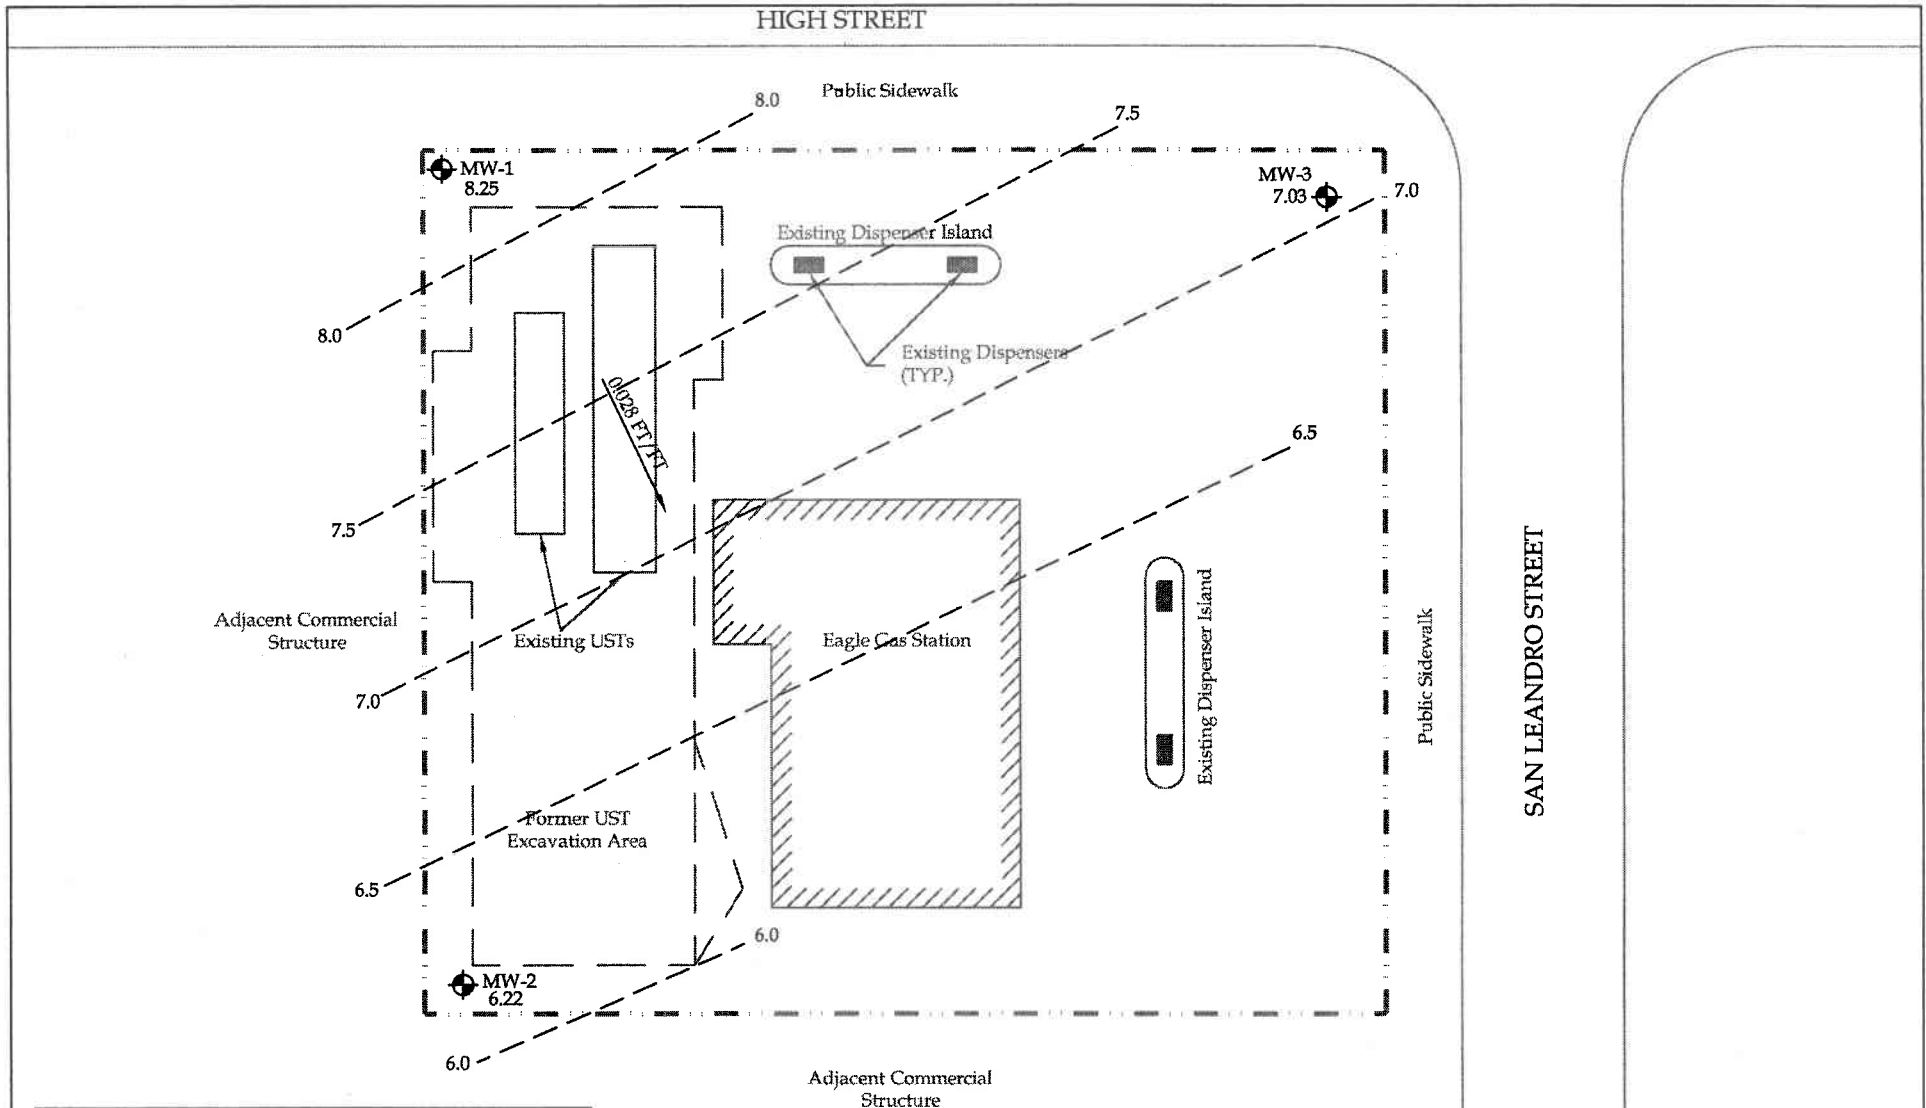 HIGH STREET
Public Sidewalk
8.0
7.5
MW-1
8.25
MW-3
7.03
7.0
Existing Dispenser Island
8.0
Existing Dispensers
(TYP.)
0.028 FT/FT
6.5
7.5
Adjacent Commercial
Structure
Existing USTs
Eagle Gas Station
Existing Dispenser Island
Public Sidewalk
SAN LEANDRO STREET
7.0
Former UST
Excavation Area
6.5
6.0
MW-2
6.22
6.0
Adjacent Commercial
Structure